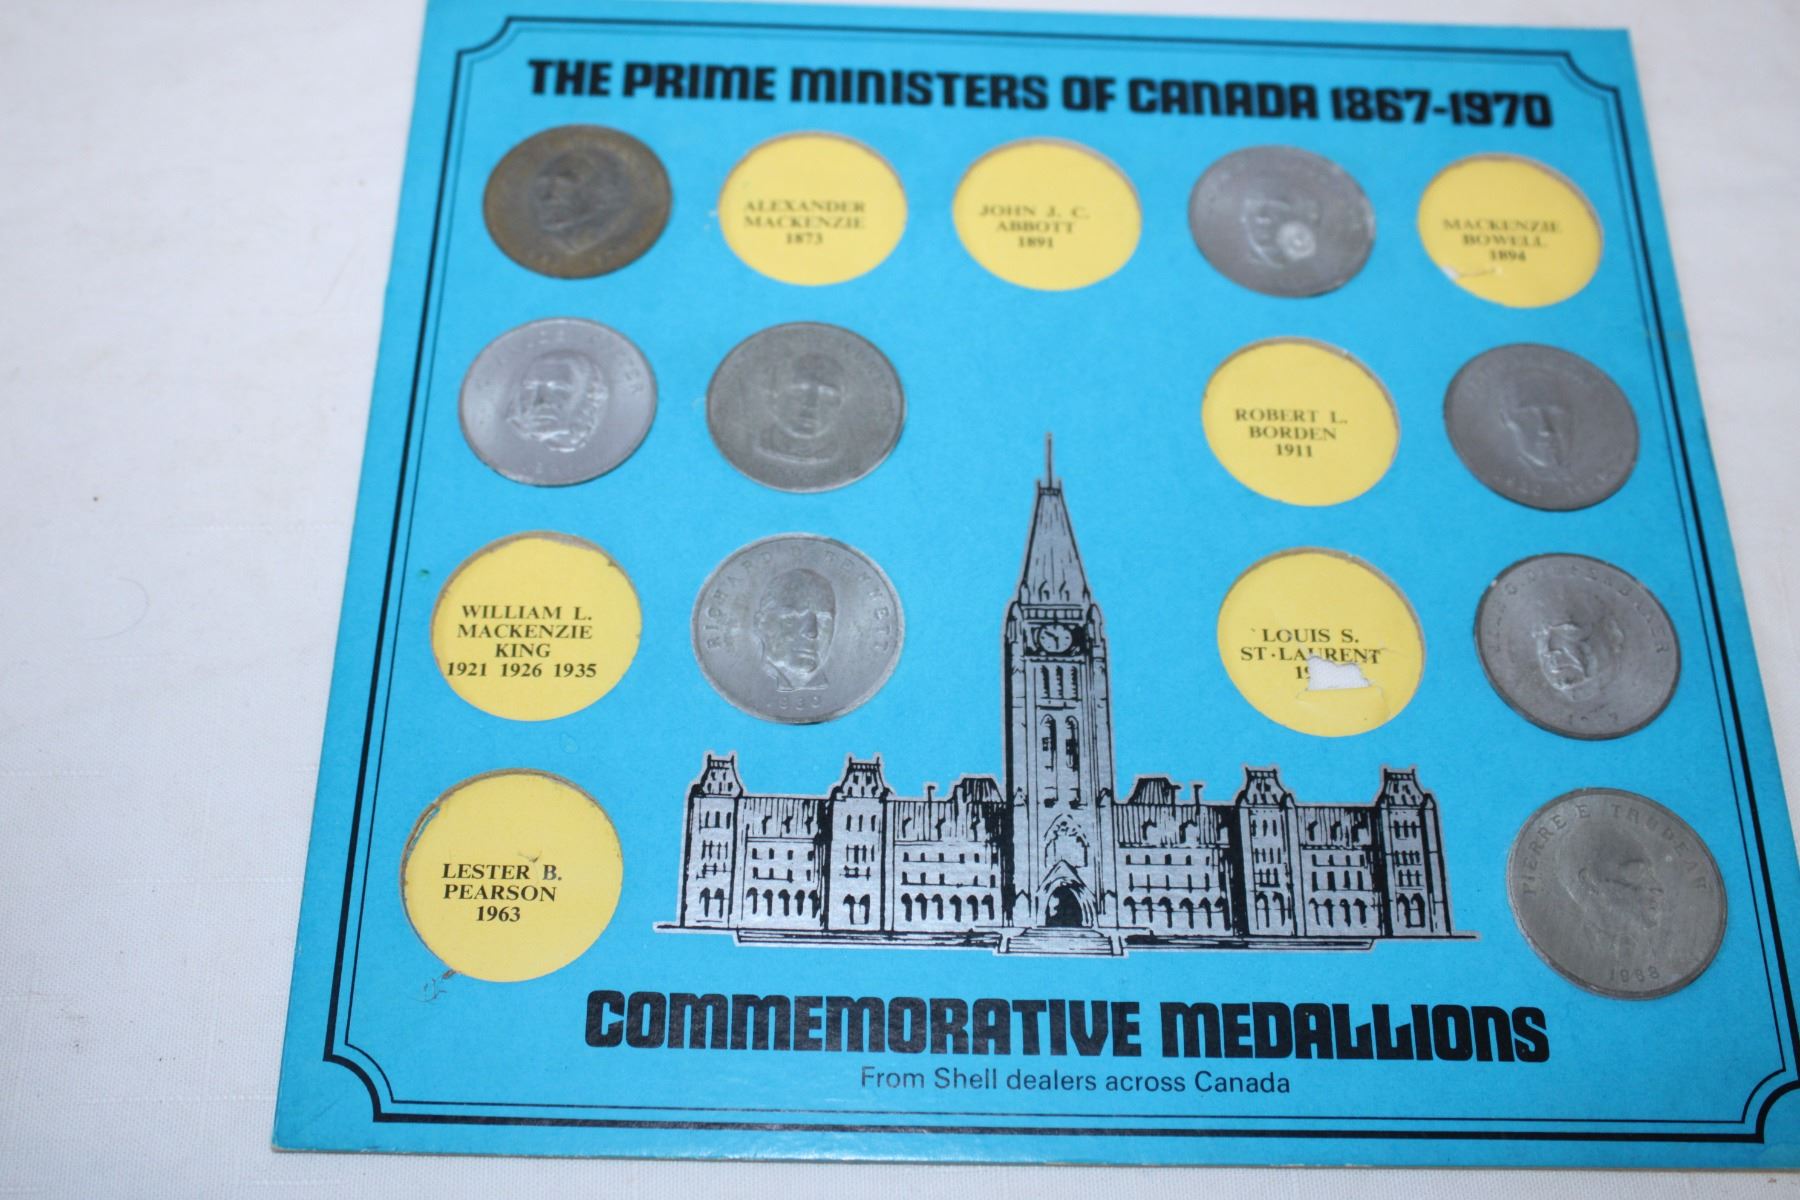 THE PRIME MINISTERS OF CANADA 1867-1970
ALEXANDER
MACKENZIE
1873
JOHN J. C.
ABBOTT
1891
MACKENZIE
BOWELL
1894
ROBERT L.
BORDEN
1911
WILLIAM L.
MACKENZIE
KING
1921 1926 1935
RICHARD B. BENNETT
1930
LOUIS S.
ST·LAURENT
LESTER B.
PEARSON
1963
PIERRE E TRUDEAU
1968
COMMEMORATIVE MEDALLIONS
From Shell dealers across Canada